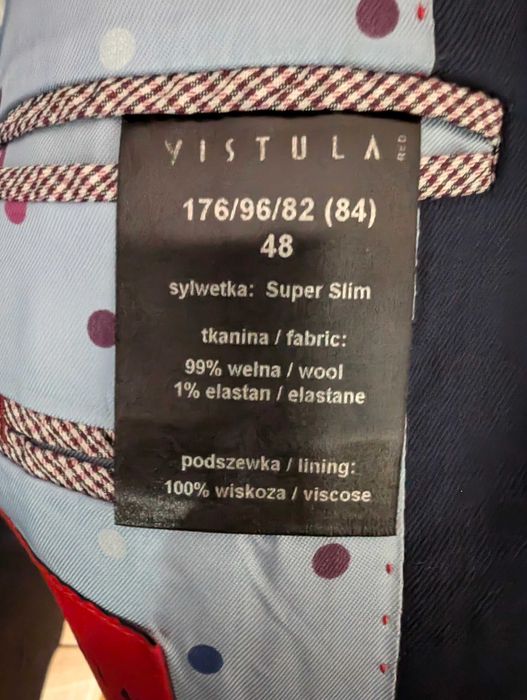 VISTULA RED
176/96/82 (84)
48
sylwetka: Super Slim
tkanina / fabric:
99% wełna / wool
1% elastan / elastane
podszewka / lining:
100% wiskoza / viscose